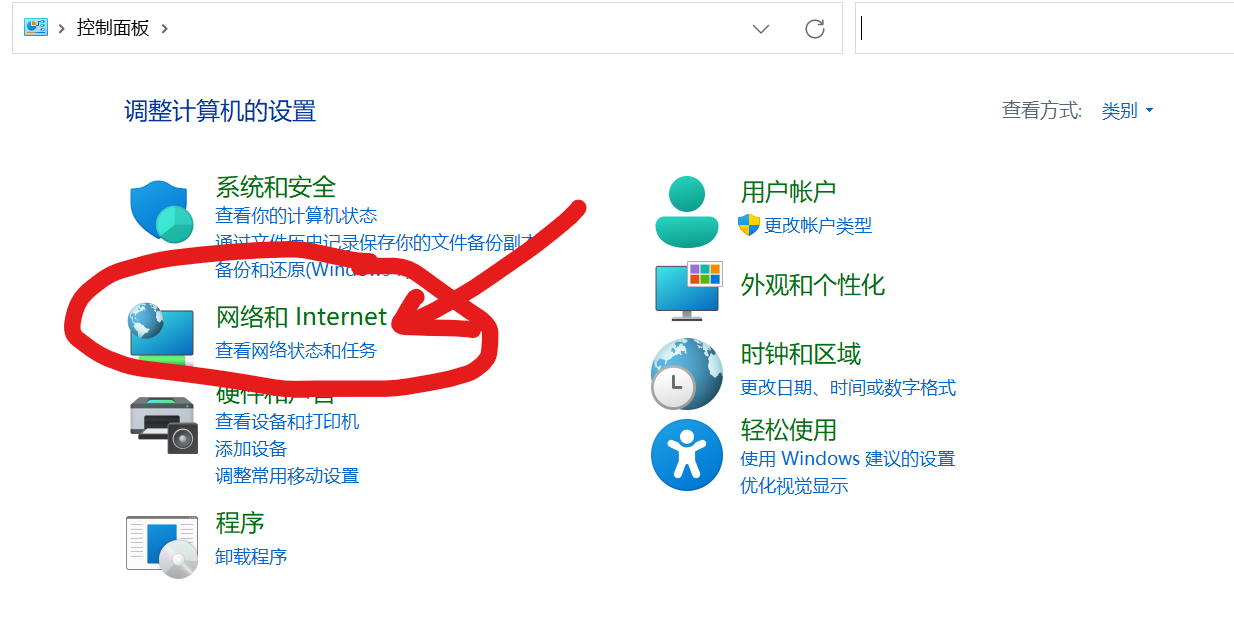 控制面板
调整计算机的设置
查看方式: 类别
系统和安全
查看你的计算机状态
通过文件历史记录保存你的文件备份副本
备份和还原(Windows
网络和 Internet
查看网络状态和任务
硬件和声音
查看设备和打印机
添加设备
调整常用移动设置
程序
卸载程序
用户帐户
更改帐户类型
外观和个性化
时钟和区域
更改日期、时间或数字格式
轻松使用
使用 Windows 建议的设置
优化视觉显示